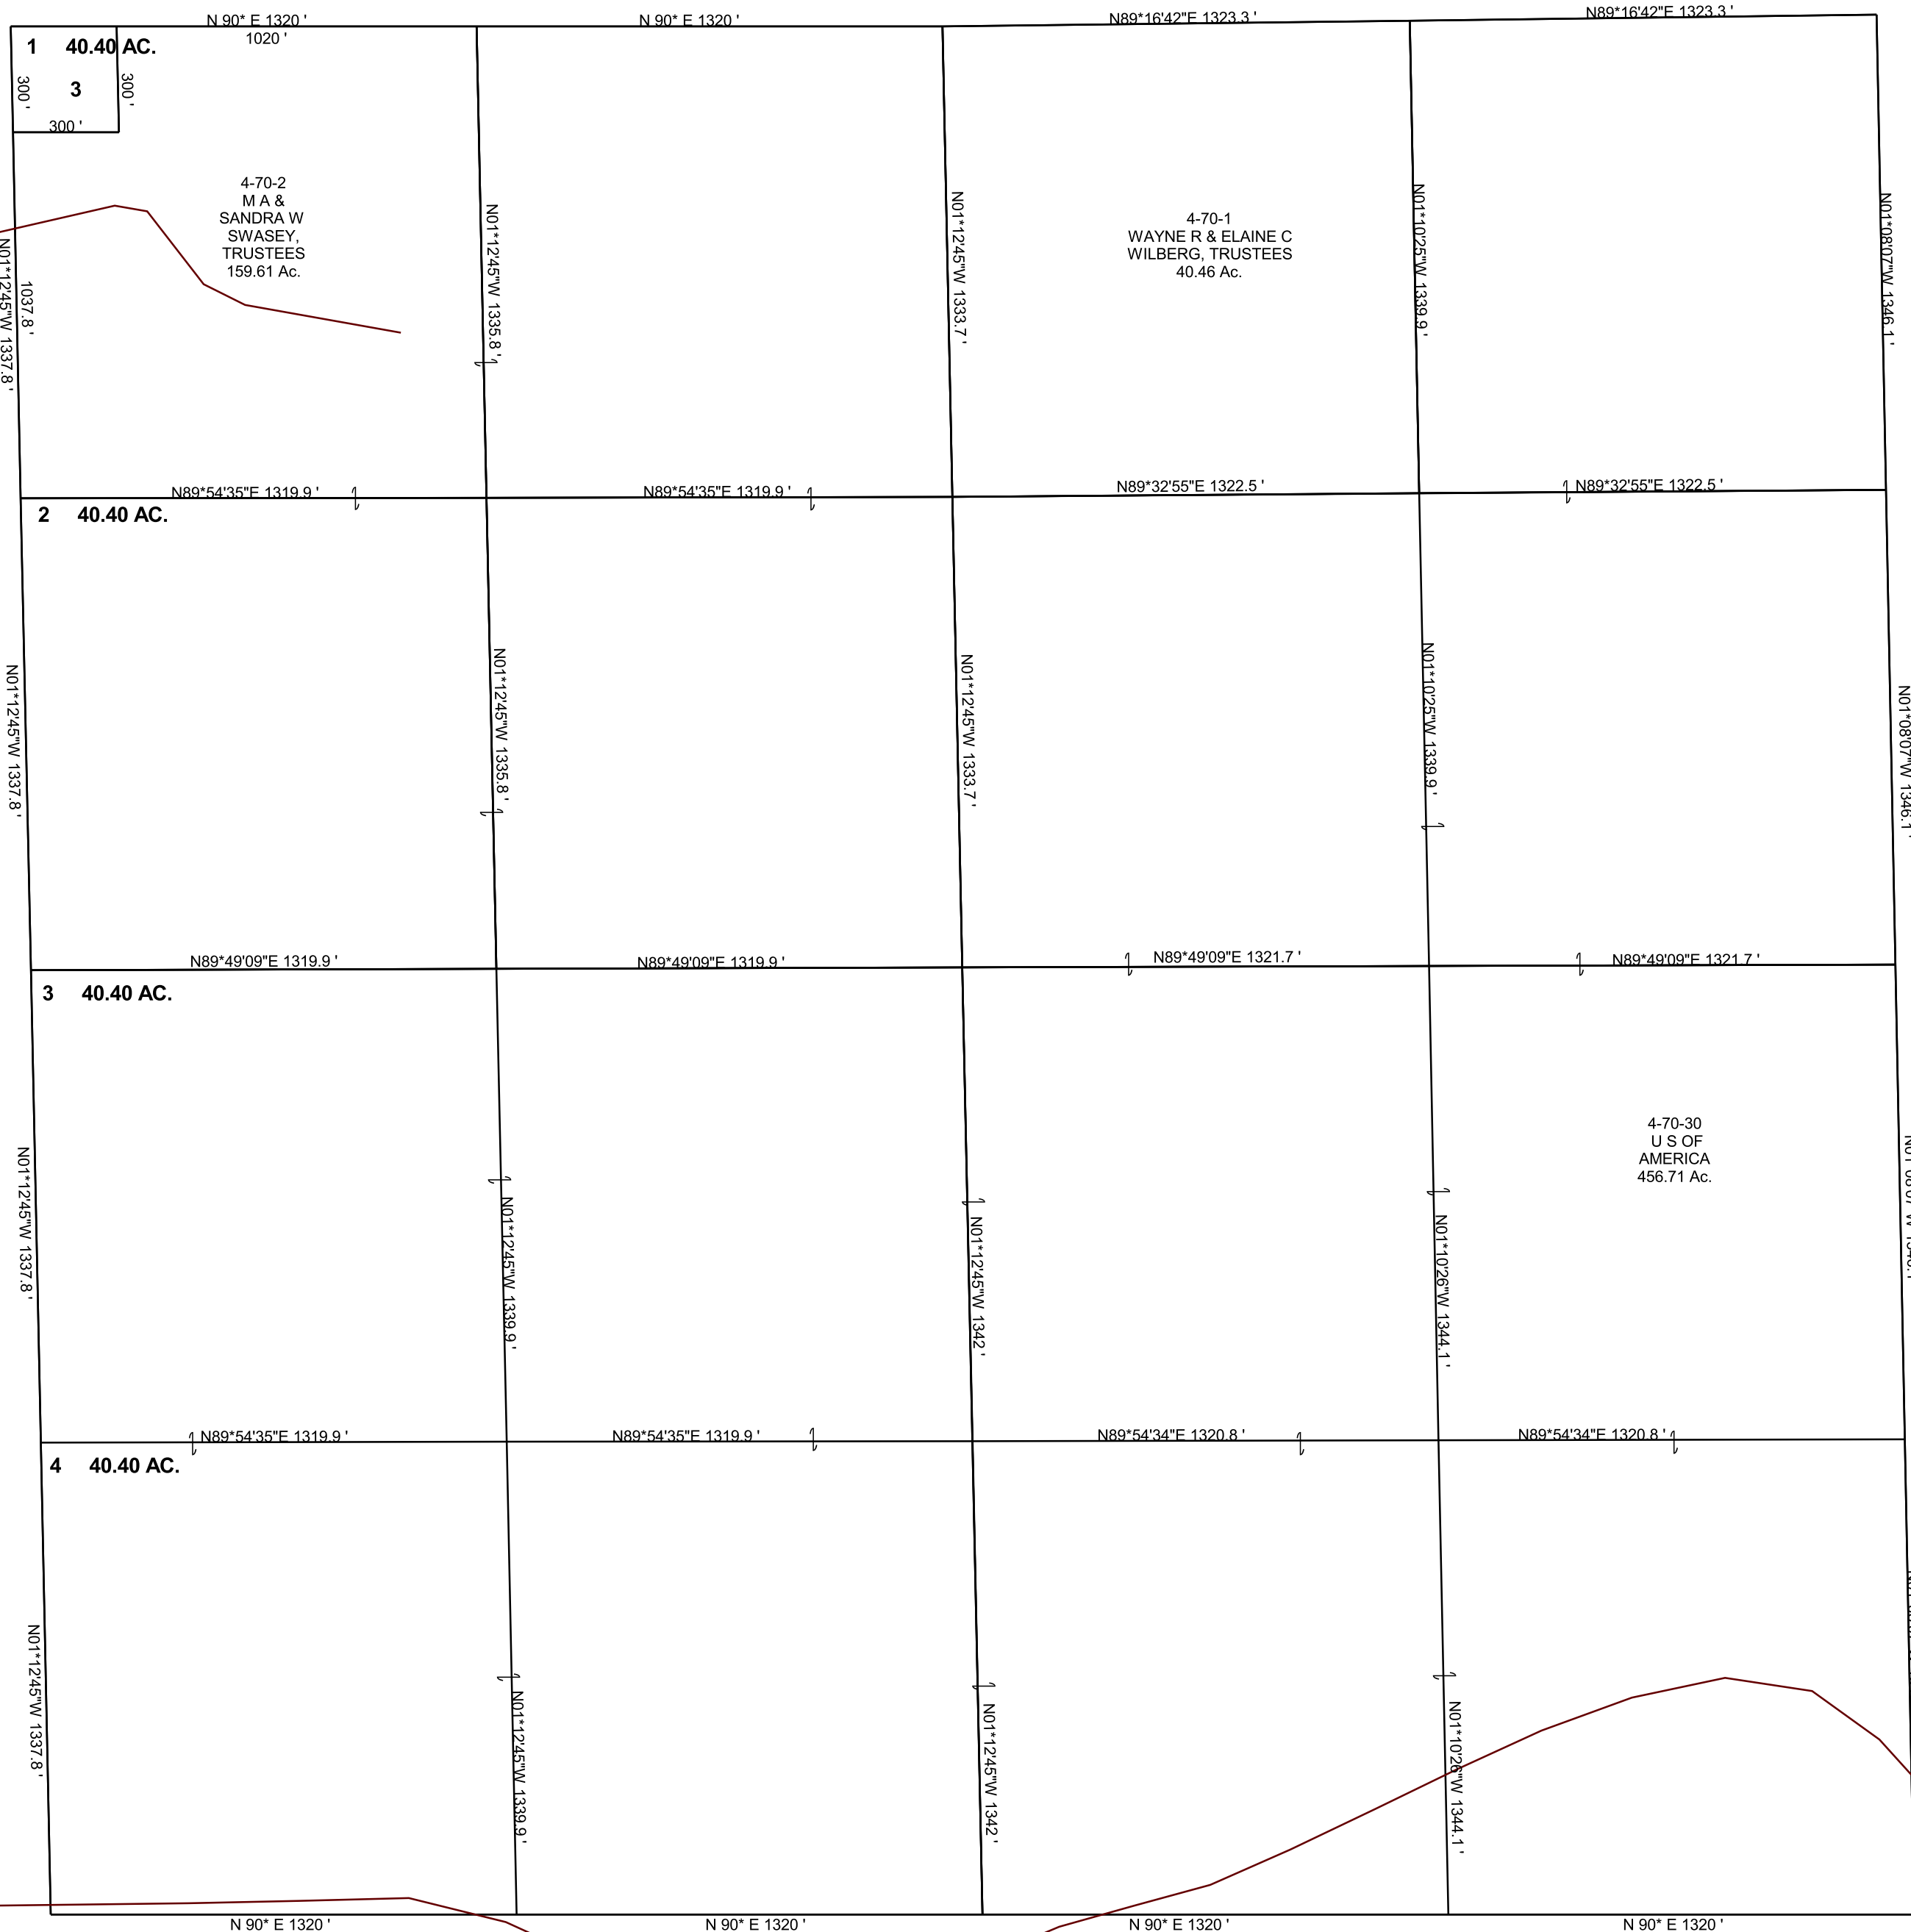 N 90* E 1320 '
N 90* E 1320 '
N89*16'42"E 1323.3 '
N89*16'42"E 1323.3 '
1020 '
1 40.40 AC.
3
300 '
300 '
300 '
4-70-2
M A &
SANDRA W
SWASEY,
TRUSTEES
159.61 Ac.
4-70-1
WAYNE R & ELAINE C
WILBERG, TRUSTEES
40.46 Ac.
N01*12'45"W 1337.8 '
1037.8 '
N01*12'45"W 1335.8 '
N01*12'45"W 1333.7 '
N01*10'25"W 1339.9 '
N01*08'07"W 1346.1 '
N89*54'35"E 1319.9 '
N89*54'35"E 1319.9 '
N89*32'55"E 1322.5 '
N89*32'55"E 1322.5 '
2 40.40 AC.
N01*12'45"W 1337.8 '
N01*12'45"W 1335.8 '
N01*12'45"W 1333.7 '
N01*10'25"W 1339.9 '
N01*08'07"W 1346.1 '
N89*49'09"E 1319.9 '
N89*49'09"E 1319.9 '
N89*49'09"E 1321.7 '
N89*49'09"E 1321.7 '
3 40.40 AC.
4-70-30
U S OF
AMERICA
456.71 Ac.
N01*12'45"W 1337.8 '
N01*12'45"W 1339.9 '
N01*12'45"W 1342 '
N01*10'26"W 1344.1 '
N89*54'35"E 1319.9 '
N89*54'35"E 1319.9 '
N89*54'34"E 1320.8 '
N89*54'34"E 1320.8 '
4 40.40 AC.
N01*12'45"W 1337.8 '
N01*12'45"W 1339.9 '
N01*12'45"W 1342 '
N01*10'26"W 1344.1 '
N 90* E 1320 '
N 90* E 1320 '
N 90* E 1320 '
N 90* E 1320 '